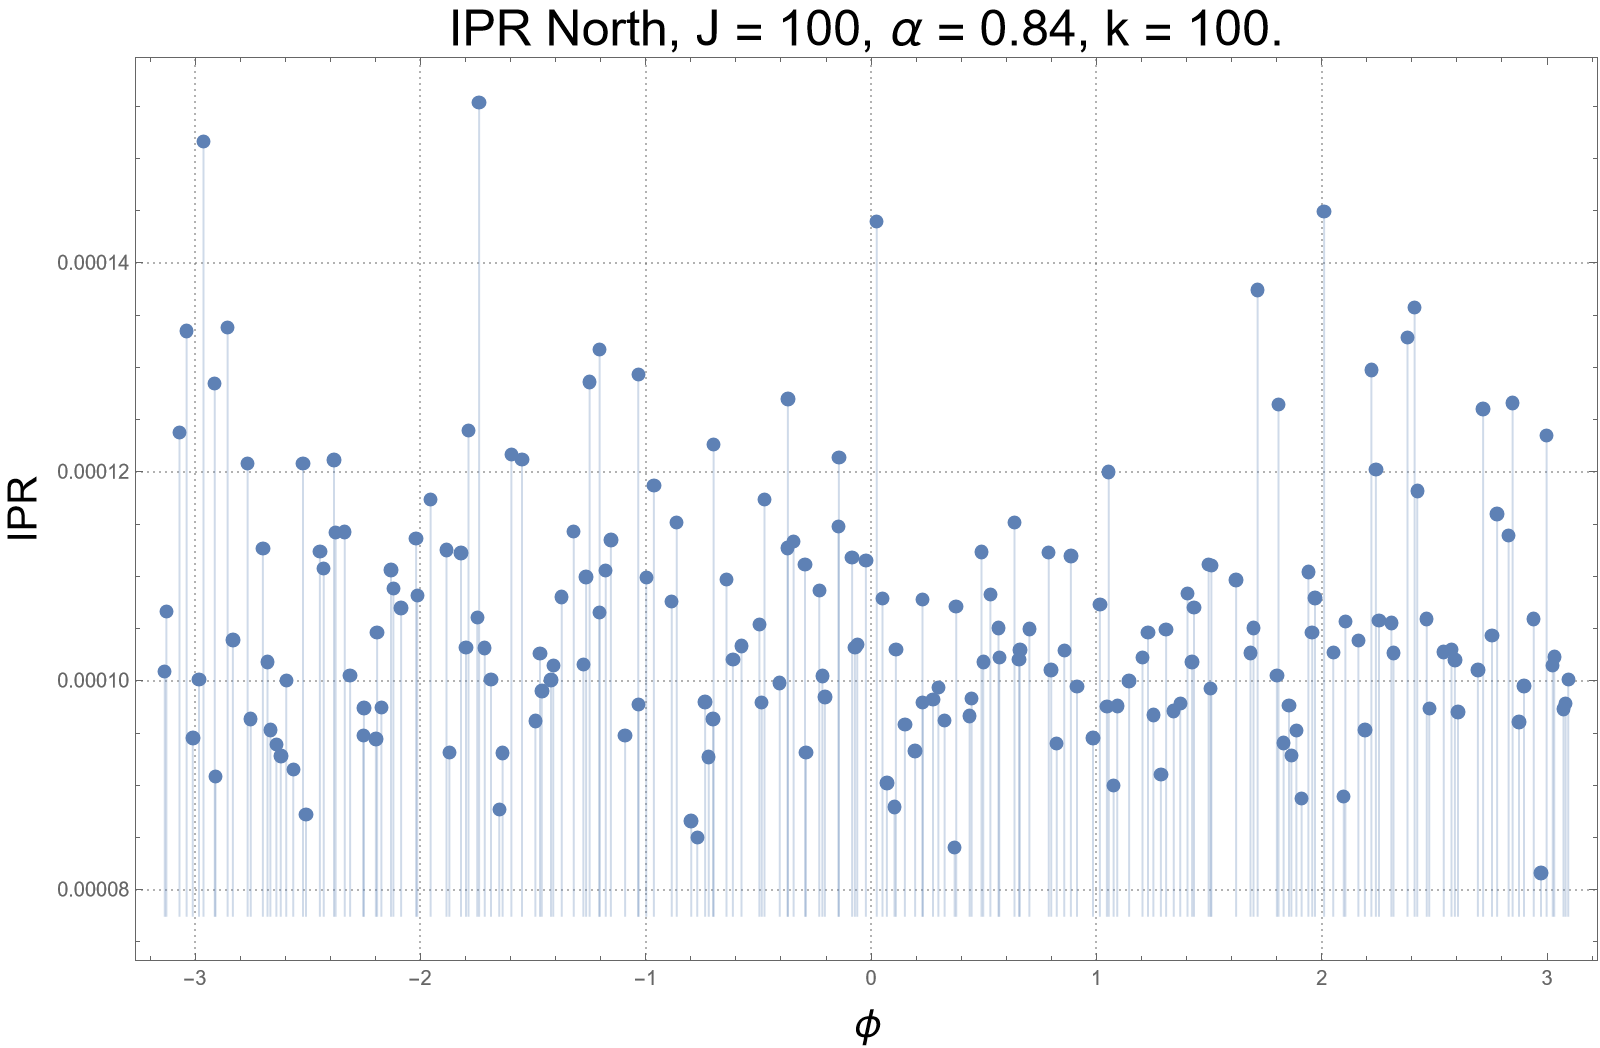 IPR North, J = 100, α = 0.84, k = 100.
0.00014
0.00012
0.00010
0.00008
IPR
−3 −2 −1 0 1 2 3
ϕ